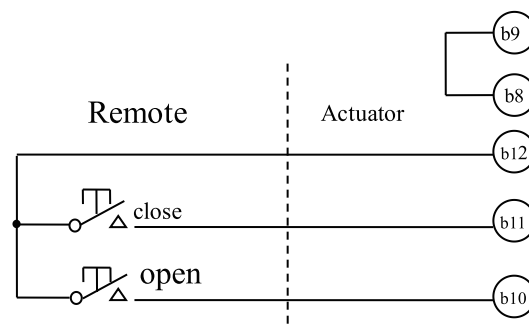 b9
b8
Remote
Actuator
b12
close
b11
open
b10